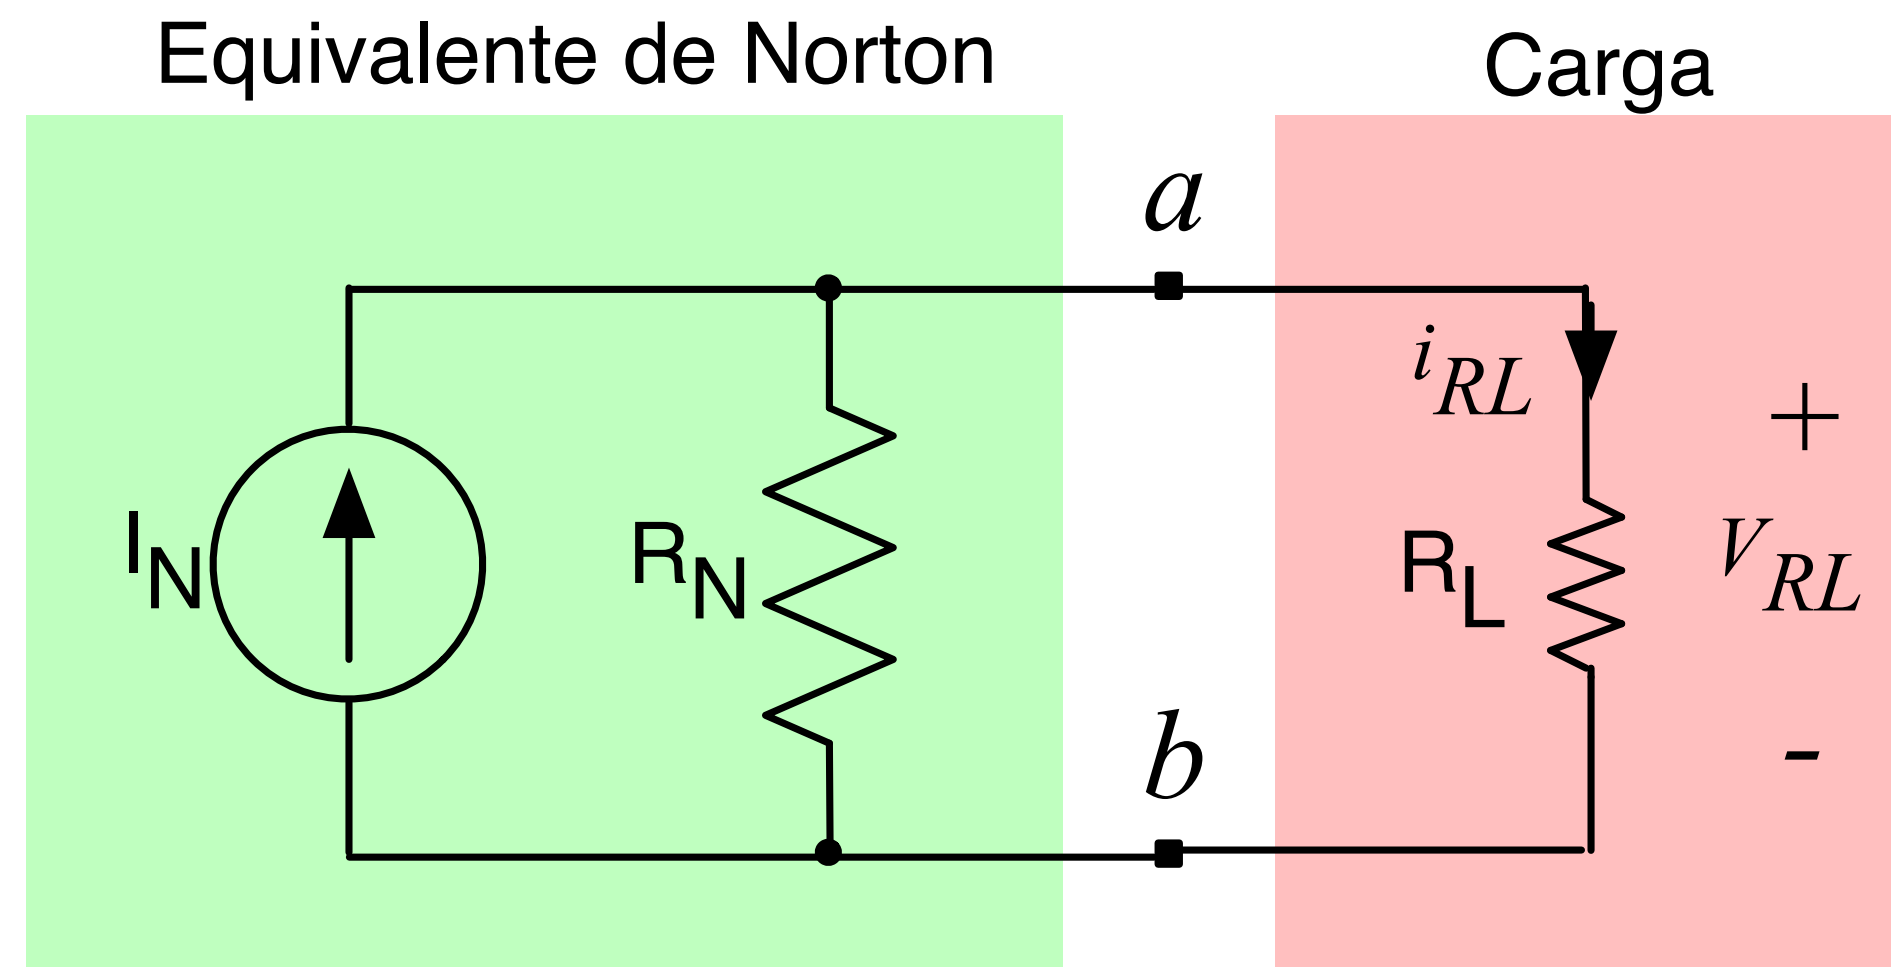 Equivalente de Norton
Carga
a
i_RL
+
I_N
R_N
R_L
v_RL
b
-